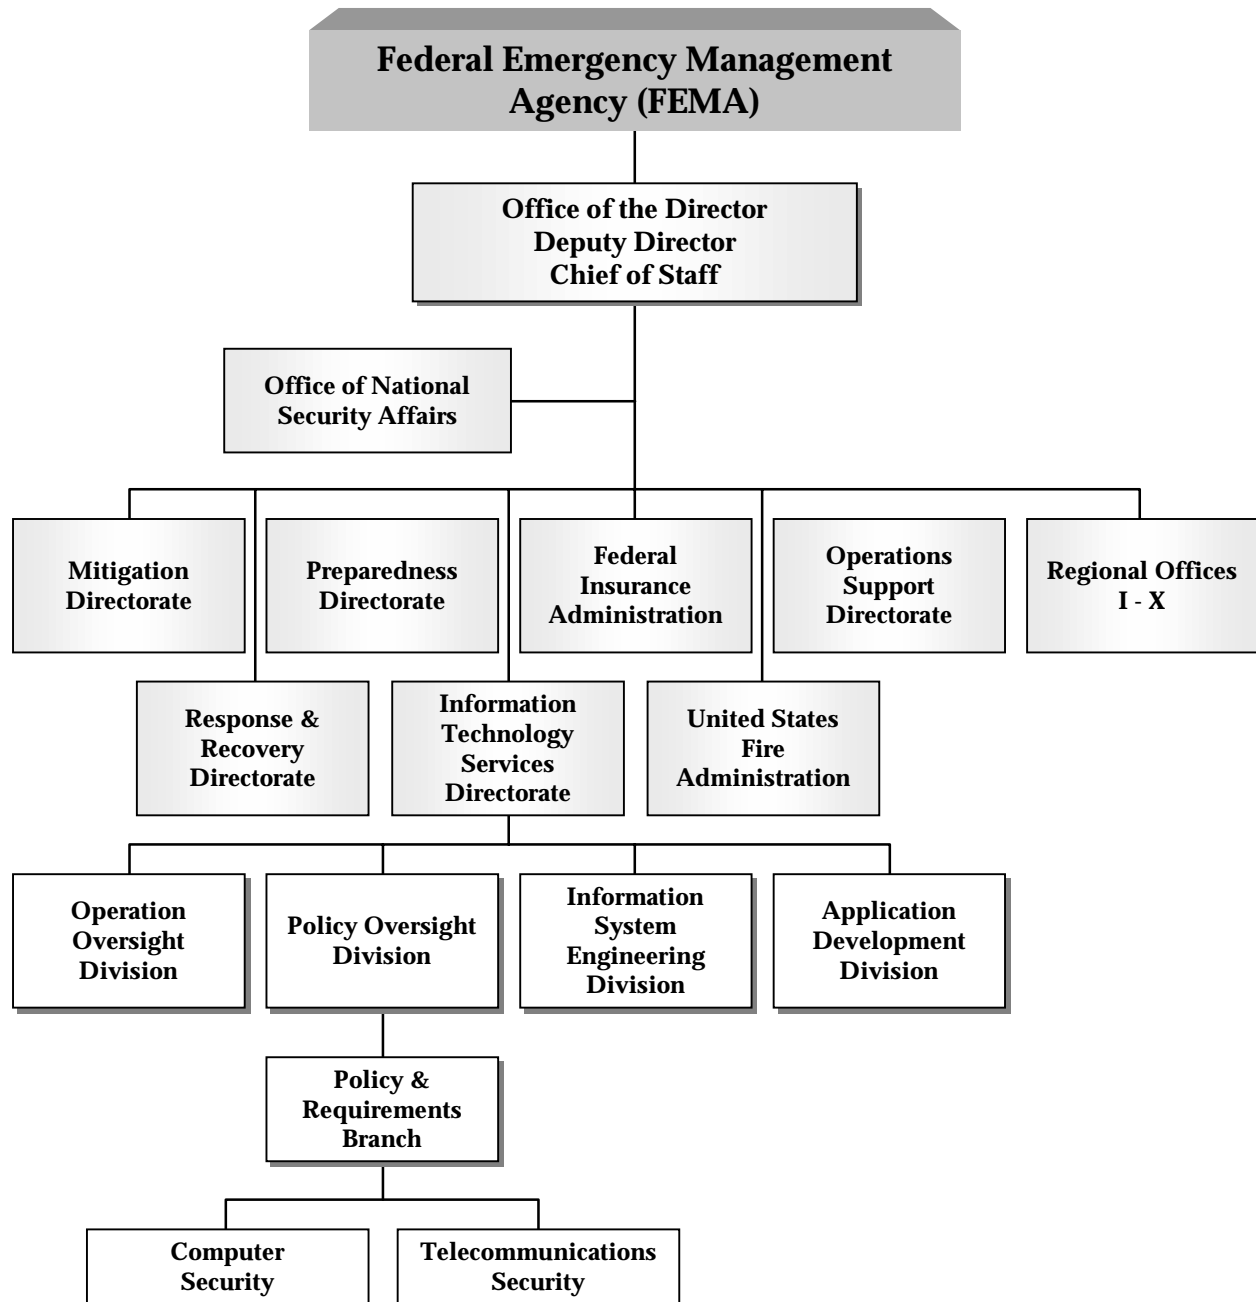 Federal Emergency Management
Agency (FEMA)
Office of the Director
Deputy Director
Chief of Staff
Office of National
Security Affairs
Mitigation
Directorate
Preparedness
Directorate
Federal
Insurance
Administration
Operations
Support
Directorate
Regional Offices
I - X
Response &
Recovery
Directorate
Information
Technology
Services
Directorate
United States
Fire
Administration
Operation
Oversight
Division
Policy Oversight
Division
Information
System
Engineering
Division
Application
Development
Division
Policy &
Requirements
Branch
Computer
Security
Telecommunications
Security